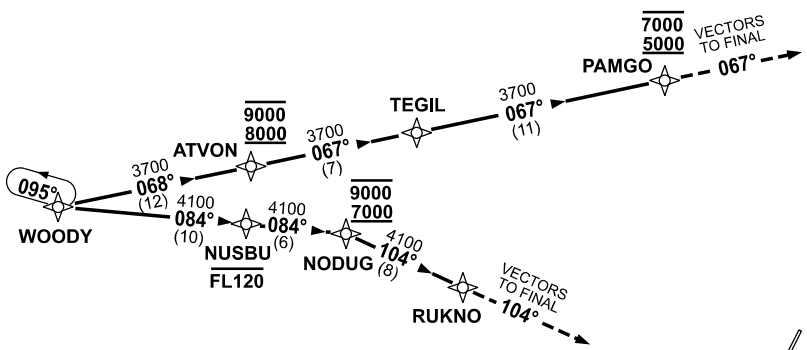 7000
5000
VECTORS
TO FINAL
PAMGO
067°
3700
067°
(11)
TEGIL
9000
8000
ATVON
3700
067°
(7)
3700
068°
(12)
095°
WOODY
4100
084°
(10)
NUSBU
FL120
4100
084°
(6)
9000
7000
NODUG
4100
104°
(8)
RUKNO
VECTORS
TO FINAL
104°